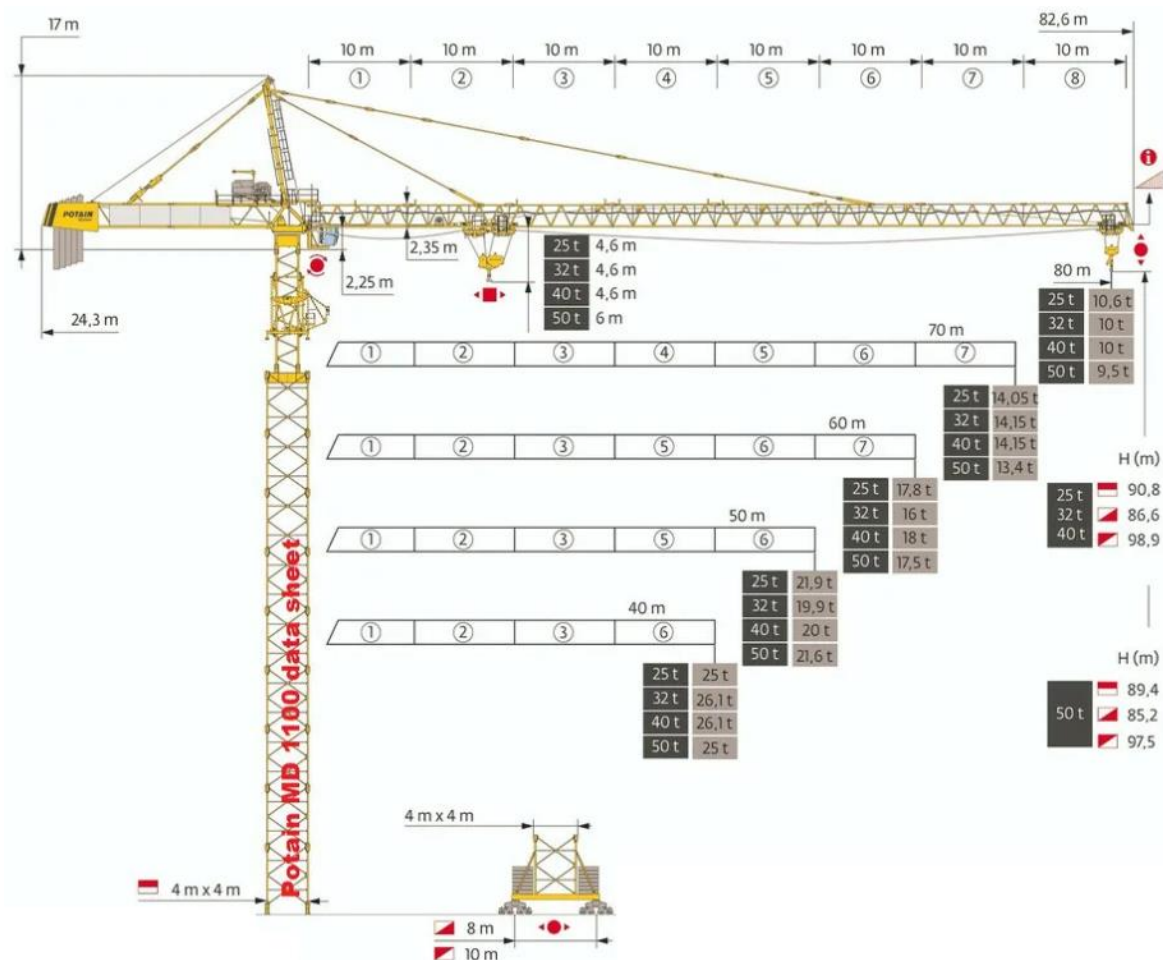 17 m
82,6 m
10 m 10 m 10 m 10 m 10 m 10 m 10 m 10 m
① ② ③ ④ ⑤ ⑥ ⑦ ⑧
i
POTAIN
2,35 m
2,25 m
24,3 m
25 t 4,6 m
32 t 4,6 m
40 t 4,6 m
50 t 6 m
80 m
25 t 10,6 t
32 t 10 t
40 t 10 t
50 t 9,5 t
70 m
① ② ③ ④ ⑤ ⑥ ⑦
25 t 14,05 t
32 t 14,15 t
40 t 14,15 t
50 t 13,4 t
60 m
① ② ③ ⑤ ⑥ ⑦
25 t 17,8 t
32 t 16 t
40 t 18 t
50 t 17,5 t
50 m
① ② ③ ⑤ ⑥
25 t 21,9 t
32 t 19,9 t
40 t 20 t
50 t 21,6 t
40 m
① ② ③ ⑥
25 t 25 t
32 t 26,1 t
40 t 26,1 t
50 t 25 t
H (m)
25 t 90,8
32 t 86,6
40 t 98,9
H (m)
89,4
50 t 85,2
97,5
Potain MD 1100 data sheet
4 m x 4 m
4 m x 4 m
8 m
10 m